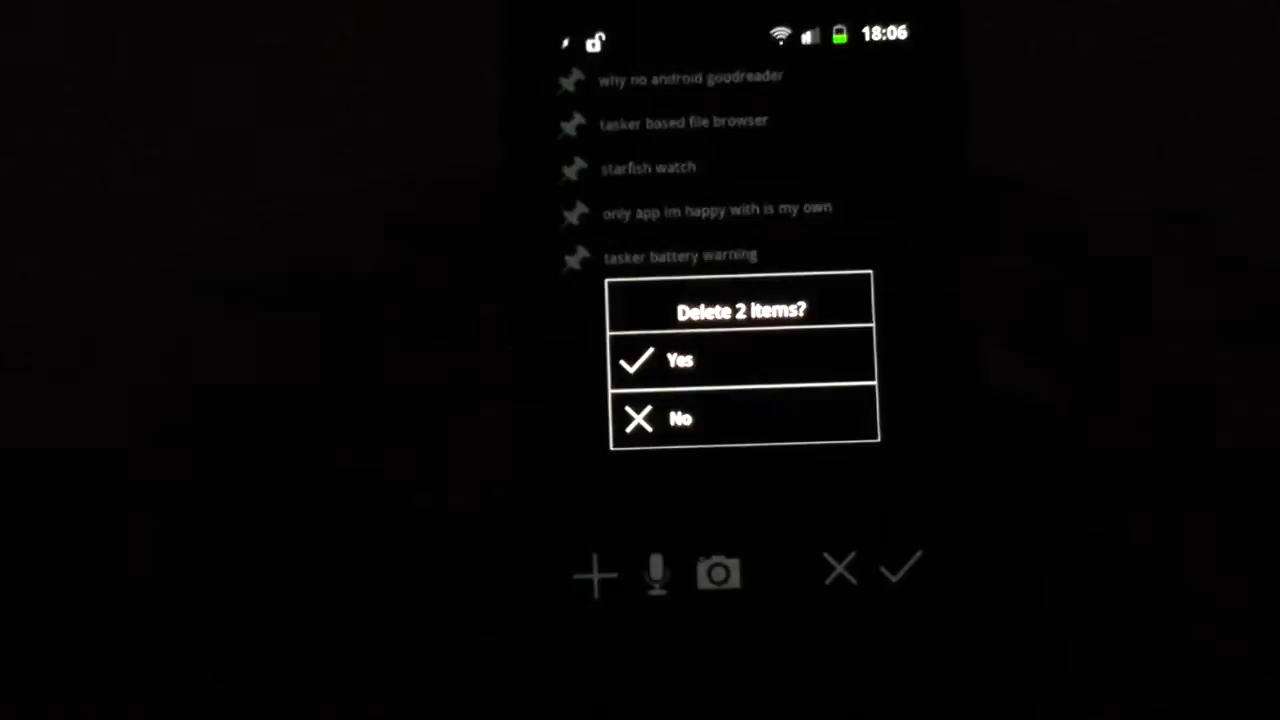 18:06
why no android goodreader
tasker based file browser
starfish watch
only app im happy with is my own
tasker battery warning
Delete 2 items?
Yes
No